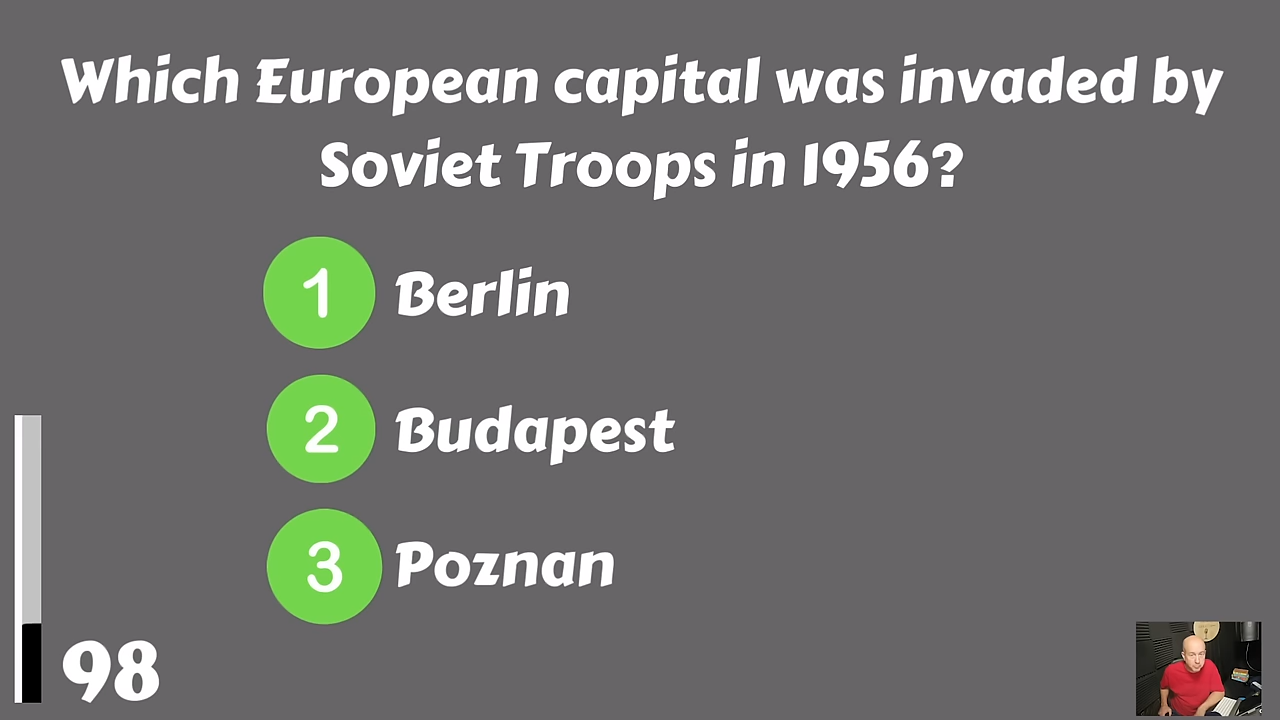 Which European capital was invaded by
Soviet Troops in 1956?
1 Berlin
2 Budapest
3 Poznan
98